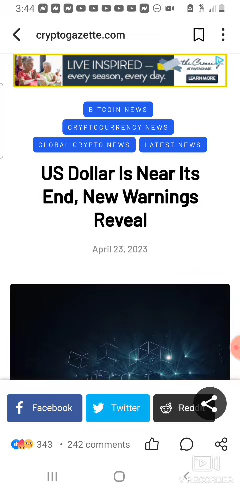 3:44
cryptogazette.com
LIVE INSPIRED—
every season, every day.
LEARN MORE
BITCOIN NEWS
CRYPTOCURRENCY NEWS
GLOBAL CRYPTO NEWS
LATEST NEWS
US Dollar Is Near Its
End, New Warnings
Reveal
April 23, 2023
Facebook
Twitter
Reddit
343 • 242 comments